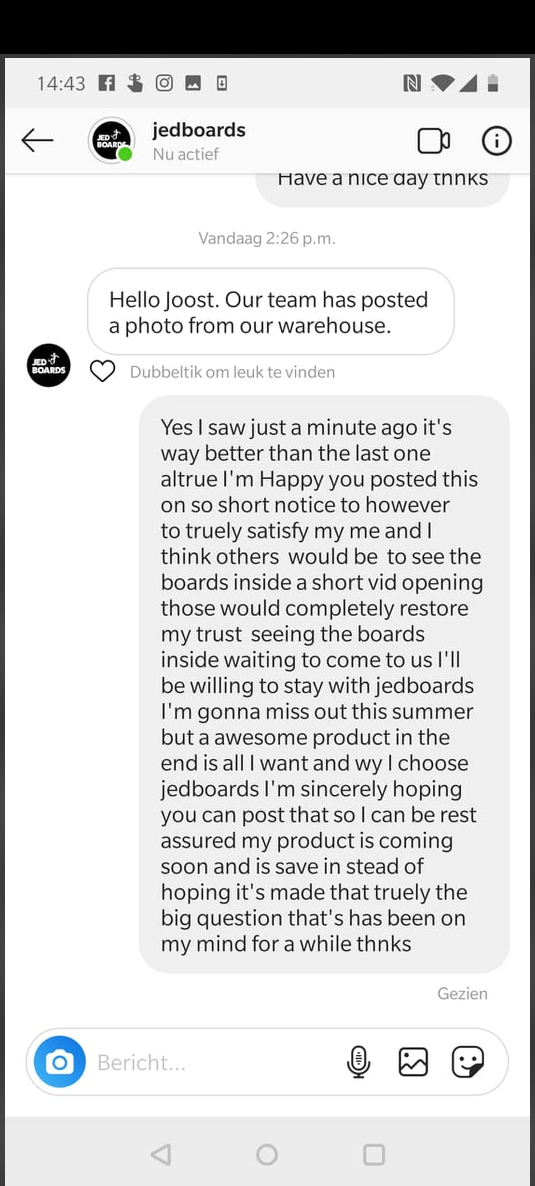 14:43
jedboards
Nu actief
JED
BOARDS
Have a nice day thnks
Vandaag 2:26 p.m.
Hello Joost. Our team has posted
a photo from our warehouse.
JED
BOARDS
Dubbeltik om leuk te vinden
Yes I saw just a minute ago it's
way better than the last one
altrue I'm Happy you posted this
on so short notice to however
to truely satisfy my me and I
think others would be to see the
boards inside a short vid opening
those would completely restore
my trust seeing the boards
inside waiting to come to us I'll
be willing to stay with jedboards
I'm gonna miss out this summer
but a awesome product in the
end is all I want and wy I choose
jedboards I'm sincerely hoping
you can post that so I can be rest
assured my product is coming
soon and is save in stead of
hoping it's made that truely the
big question that's has been on
my mind for a while thnks
Gezien
Bericht...